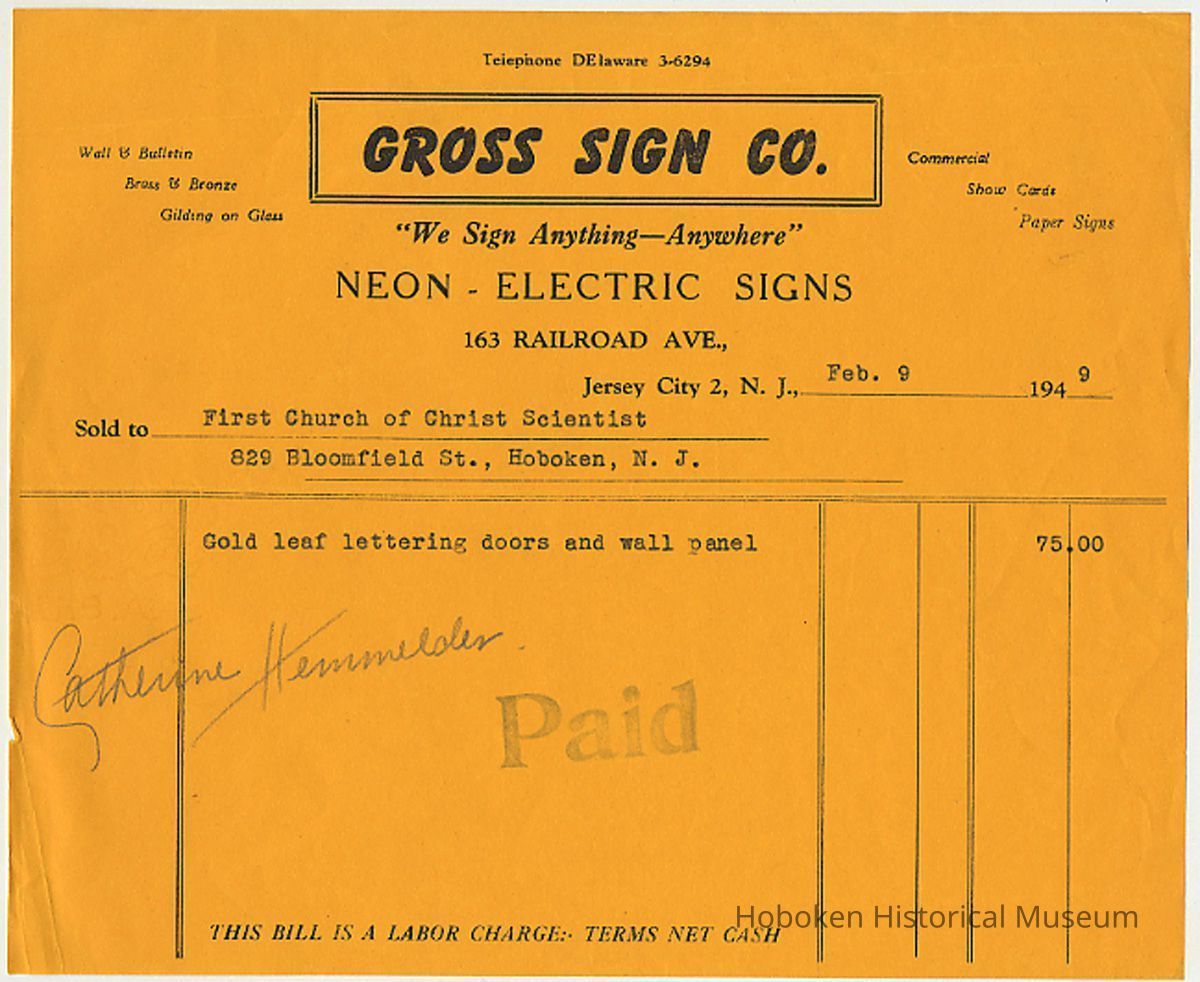 Telephone DElaware 3-6294
GROSS SIGN CO.
Wall & Bulletin
Brass & Bronze
Gilding on Glass
Commercial
Show Cards
Paper Signs
"We Sign Anything—Anywhere"
NEON - ELECTRIC SIGNS
163 RAILROAD AVE.,
Jersey City 2, N. J., Feb. 9 1949
Sold to First Church of Christ Scientist
829 Bloomfield St., Hoboken, N. J.
Gold leaf lettering doors and wall panel 75.00
Catherine Hemmelder
Paid
THIS BILL IS A LABOR CHARGE:- TERMS NET CASH
Hoboken Historical Museum